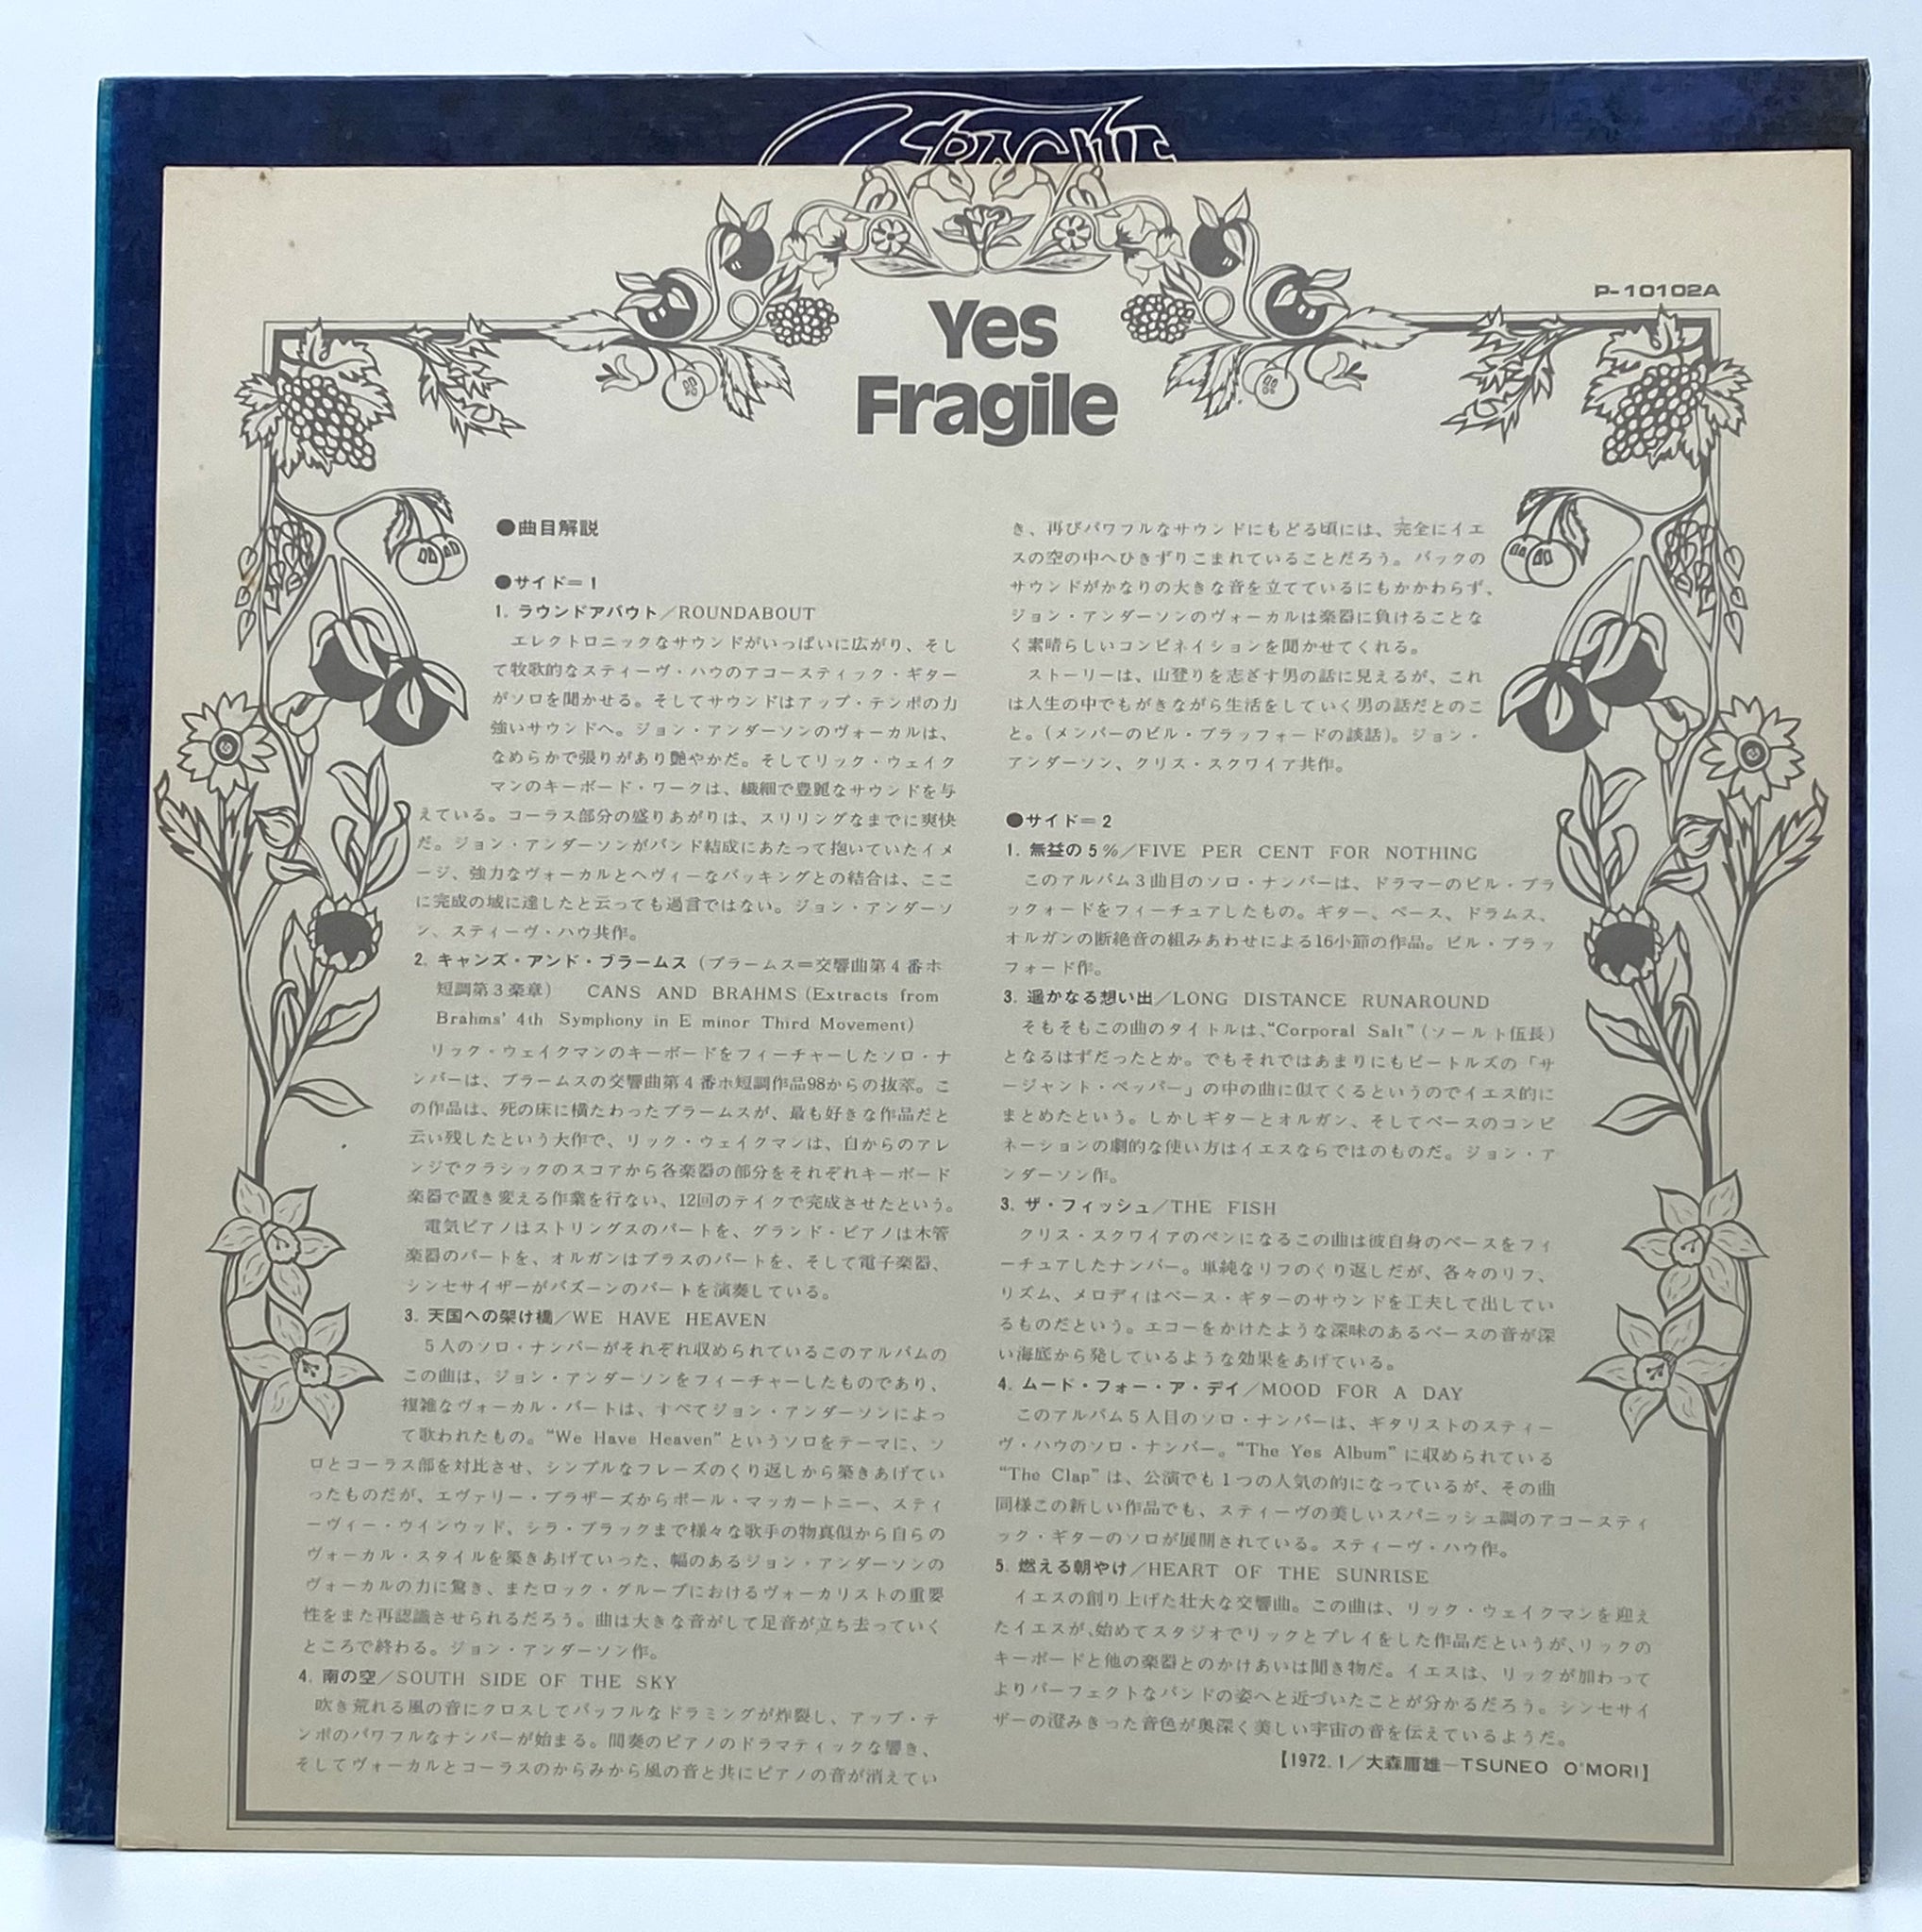 FRAGILE
P-10102A
Yes
Fragile
●曲目解説
●サイド＝1
1. ラウンドアバウト／ROUNDABOUT
エレクトロニックなサウンドがいっぱいに広がり、そし
て牧歌的なスティーヴ・ハウのアコースティック・ギター
がソロを聞かせる。そしてサウンドはアップ・テンポの力
強いサウンドへ。ジョン・アンダーソンのヴォーカルは、
なめらかで張りがあり艶やかだ。そしてリック・ウェイク
マンのキーボード・ワークは、繊細で豊麗なサウンドを与
えている。コーラス部分の盛りあがりは、スリリングなまでに爽快
だ。ジョン・アンダーソンがバンド結成にあたって抱いていたイメ
ージ、強力なヴォーカルとヘヴィーなバッキングとの結合は、ここ
に完成の域に達したと云っても過言ではない。ジョン・アンダーソ
ン、スティーヴ・ハウ共作。
2. キャンズ・アンド・ブラームス（ブラームス＝交響曲第4番ホ
短調第3楽章） CANS AND BRAHMS (Extracts from
Brahms' 4th Symphony in E minor Third Movement)
リック・ウェイクマンのキーボードをフィーチャーしたソロ・ナ
ンバーは、ブラームスの交響曲第4番ホ短調作品98からの抜萃。こ
の作品は、死の床に横たわったブラームスが、最も好きな作品だと
云い残したという大作で、リック・ウェイクマンは、自からのアレ
ンジでクラシックのスコアから各楽器の部分をそれぞれキーボード
楽器で置き変える作業を行ない、12回のテイクで完成させたという。
電気ピアノはストリングスのパートを、グランド・ピアノは木管
楽器のパートを、オルガンはブラスのパートを、そして電子楽器、
シンセサイザーがバズーンのパートを演奏している。
3. 天国への架け橋／WE HAVE HEAVEN
5人のソロ・ナンバーがそれぞれ収められているこのアルバムの
この曲は、ジョン・アンダーソンをフィーチャーしたものであり、
複雑なヴォーカル・パートは、すべてジョン・アンダーソンによっ
て歌われたもの。“We Have Heaven” というソロをテーマに、ソ
ロとコーラス部を対比させ、シンプルなフレーズのくり返しから築きあげてい
ったものだが、エヴァリー・ブラザーズからポール・マッカートニー、スティ
ーヴィー・ウインウッド、シラ・ブラックまで様々な歌手の物真似から自らの
ヴォーカル・スタイルを築きあげていった、幅のあるジョン・アンダーソンの
ヴォーカルの力に驚き、またロック・グループにおけるヴォーカリストの重要
性をまた再認識させられるだろう。曲は大きな音がして足音が立ち去っていく
ところで終わる。ジョン・アンダーソン作。
4. 南の空／SOUTH SIDE OF THE SKY
吹き荒れる風の音にクロスしてパッフルなドラミングが炸裂し、アップ・テ
ンポのパワフルなナンバーが始まる。間奏のピアノのドラマティックな響き、
そしてヴォーカルとコーラスのからみから風の音と共にピアノの音が消えてい
き、再びパワフルなサウンドにもどる頃には、完全にイエ
スの空の中へひきずりこまれていることだろう。バックの
サウンドがかなりの大きな音を立てているにもかかわらず、
ジョン・アンダーソンのヴォーカルは楽器に負けることな
く素晴らしいコンビネイションを聞かせてくれる。
ストーリーは、山登りを志ざす男の話に見えるが、これ
は人生の中でもがきながら生活をしていく男の話だとのこ
と。(メンバーのビル・ブラッフォードの談話)。ジョン・
アンダーソン、クリス・スクワイア共作。
●サイド＝2
1. 無益の5％／FIVE PER CENT FOR NOTHING
このアルバム3曲目のソロ・ナンバーは、ドラマーのビル・ブラ
ックォードをフィーチュアしたもの。ギター、ベース、ドラムス、
オルガンの断絶音の組みあわせによる16小節の作品。ビル・ブラッ
フォード作。
3. 遥かなる想い出／LONG DISTANCE RUNAROUND
そもそもこの曲のタイトルは、“Corporal Salt”（ソールト伍長）
となるはずだったとか。でもそれではあまりにもビートルズの「サ
ージャント・ペッパー」の中の曲に似てくるというのでイエス的に
まとめたという。しかしギターとオルガン、そしてベースのコンビ
ネーションの劇的な使い方はイエスならではのものだ。ジョン・ア
ンダーソン作。
3. ザ・フィッシュ／THE FISH
クリス・スクワイアのペンになるこの曲は彼自身のベースをフィ
ーチュアしたナンバー。単純なリフのくり返しだが、各々のリフ、
リズム、メロディはベース・ギターのサウンドを工夫して出してい
るものだという。エコーをかけたような深味のあるベースの音が深
い海底から発しているような効果をあげている。
4. ムード・フォー・ア・デイ／MOOD FOR A DAY
このアルバム5人目のソロ・ナンバーは、ギタリストのスティー
ヴ・ハウのソロ・ナンバー。“The Yes Album” に収められている
“The Clap” は、公演でも1つの人気の的になっているが、その曲
同様この新しい作品でも、スティーヴの美しいスパニッシュ調のアコースティ
ック・ギターのソロが展開されている。スティーヴ・ハウ作。
5. 燃える朝やけ／HEART OF THE SUNRISE
イエスの創り上げた壮大な交響曲。この曲は、リック・ウェイクマンを迎え
たイエスが、始めてスタジオでリックとプレイをした作品だというが、リックの
キーボードと他の楽器とのかけあいは聞き物だ。イエスは、リックが加わって
よりパーフェクトなバンドの姿へと近づいたことが分かるだろう。シンセサイ
ザーの澄みきった音色が奥深く美しい宇宙の音を伝えているようだ。
【1972.1／大森庸雄—TSUNEO O'MORI】